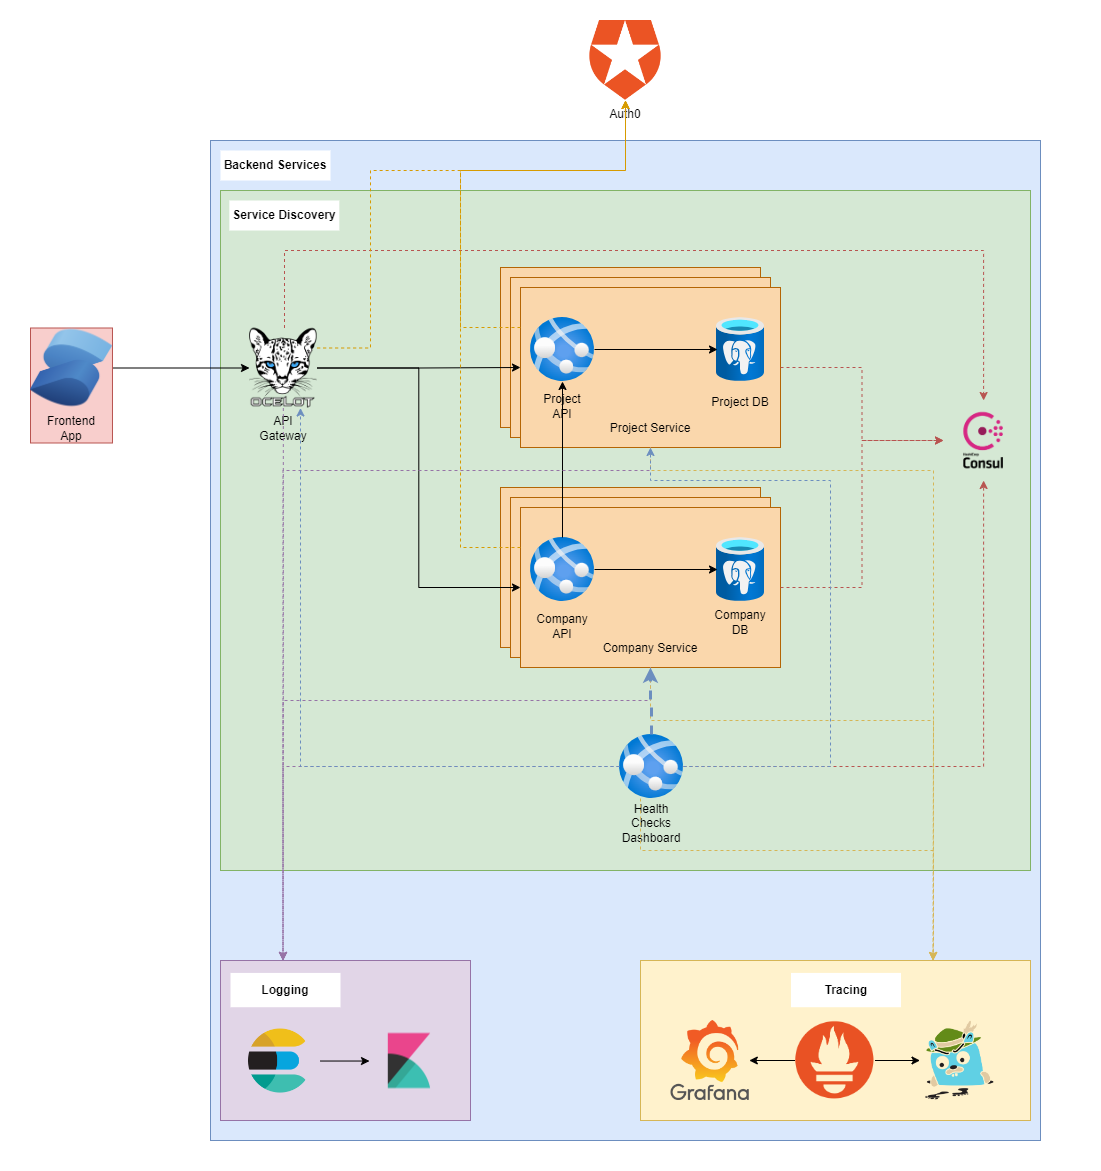 Auth0
Backend Services
Service Discovery
OCELOT
API
Gateway
Frontend
App
Project
API
Project DB
Project Service
Consul
Company
API
Company
DB
Company Service
Health
Checks
Dashboard
Logging
Tracing
Grafana